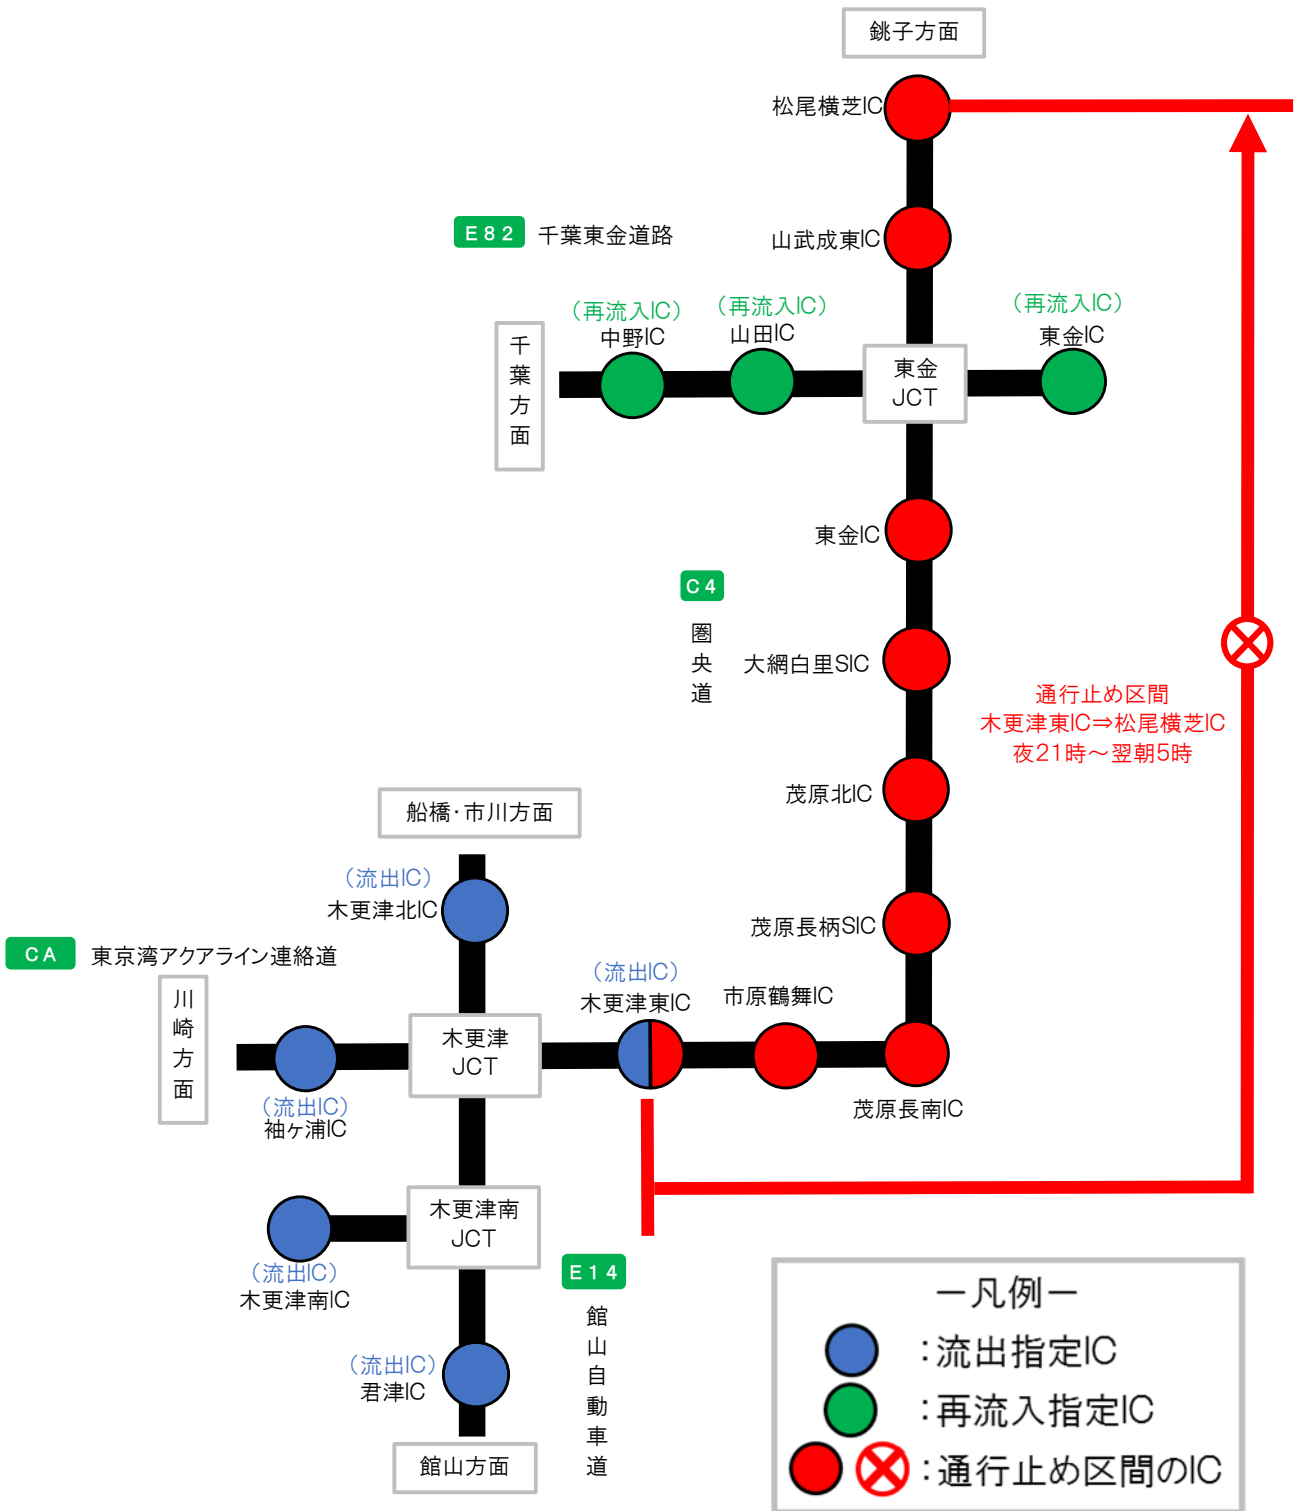 銚子方面
松尾横芝IC
E82 千葉東金道路
山武成東IC
（再流入IC）
中野IC
（再流入IC）
山田IC
（再流入IC）
東金IC
千葉方面
東金
JCT
東金IC
C4
圏央道
大網白里SIC
通行止め区間
木更津東IC⇒松尾横芝IC
夜21時～翌朝5時
茂原北IC
船橋・市川方面
（流出IC）
木更津北IC
茂原長柄SIC
CA 東京湾アクアライン連絡道
川崎方面
（流出IC）
木更津東IC
市原鶴舞IC
木更津
JCT
（流出IC）
袖ヶ浦IC
茂原長南IC
木更津南
JCT
（流出IC）
木更津南IC
E14
館山自動車道
（流出IC）
君津IC
館山方面
－凡例－
：流出指定IC
：再流入指定IC
：通行止め区間のIC